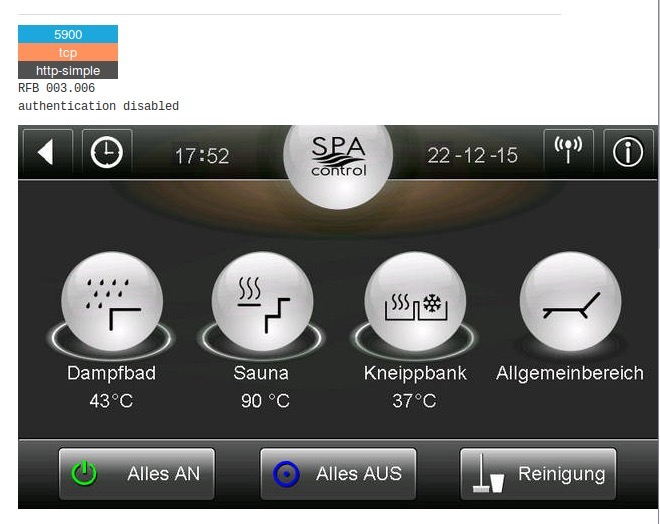 5900
tcp
http-simple
RFB 003.006
authentication disabled
17:52
SPA
control
22-12-15
Dampfbad
Sauna
Kneippbank
Allgemeinbereich
43°C
90 °C
37°C
Alles AN
Alles AUS
Reinigung